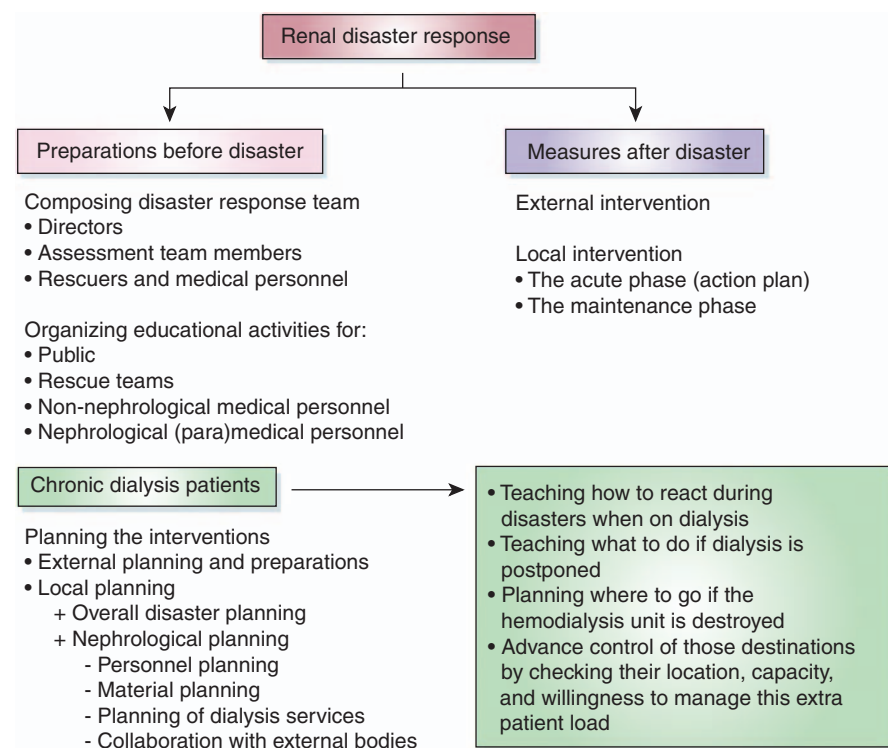 Renal disaster response
Preparations before disaster
Composing disaster response team
• Directors
• Assessment team members
• Rescuers and medical personnel
Organizing educational activities for:
• Public
• Rescue teams
• Non-nephrological medical personnel
• Nephrological (para)medical personnel
Measures after disaster
External intervention
Local intervention
• The acute phase (action plan)
• The maintenance phase
Chronic dialysis patients
Planning the interventions
• External planning and preparations
• Local planning
+ Overall disaster planning
+ Nephrological planning
- Personnel planning
- Material planning
- Planning of dialysis services
- Collaboration with external bodies
• Teaching how to react during
disasters when on dialysis
• Teaching what to do if dialysis is
postponed
• Planning where to go if the
hemodialysis unit is destroyed
• Advance control of those destinations
by checking their location, capacity,
and willingness to manage this extra
patient load